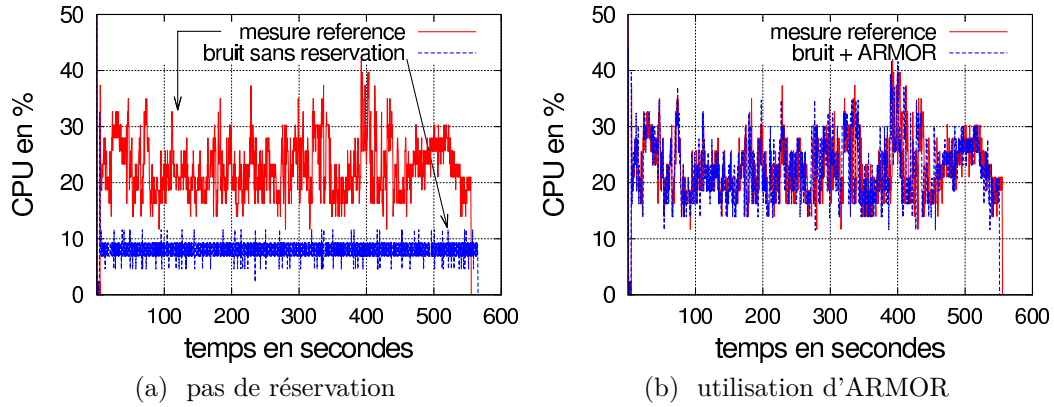 50
40
30
20
10
0
CPU en %
mesure reference
bruit sans reservation
100 200 300 400 500 600
temps en secondes
(a) pas de réservation
50
40
30
20
10
0
CPU en %
mesure reference
bruit + ARMOR
100 200 300 400 500 600
temps en secondes
(b) utilisation d'ARMOR